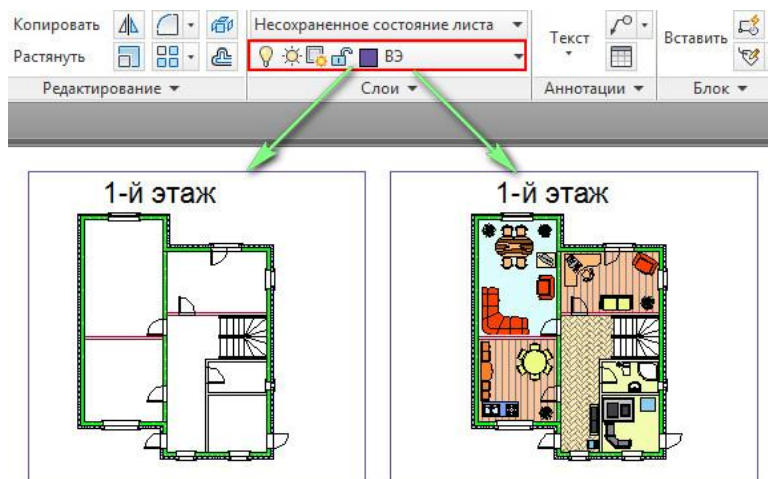 Копировать
Несохраненное состояние листа
Текст
Вставить
Растянуть
ВЭ
Редактирование
Слои
Аннотации
Блок
1-й этаж
1-й этаж